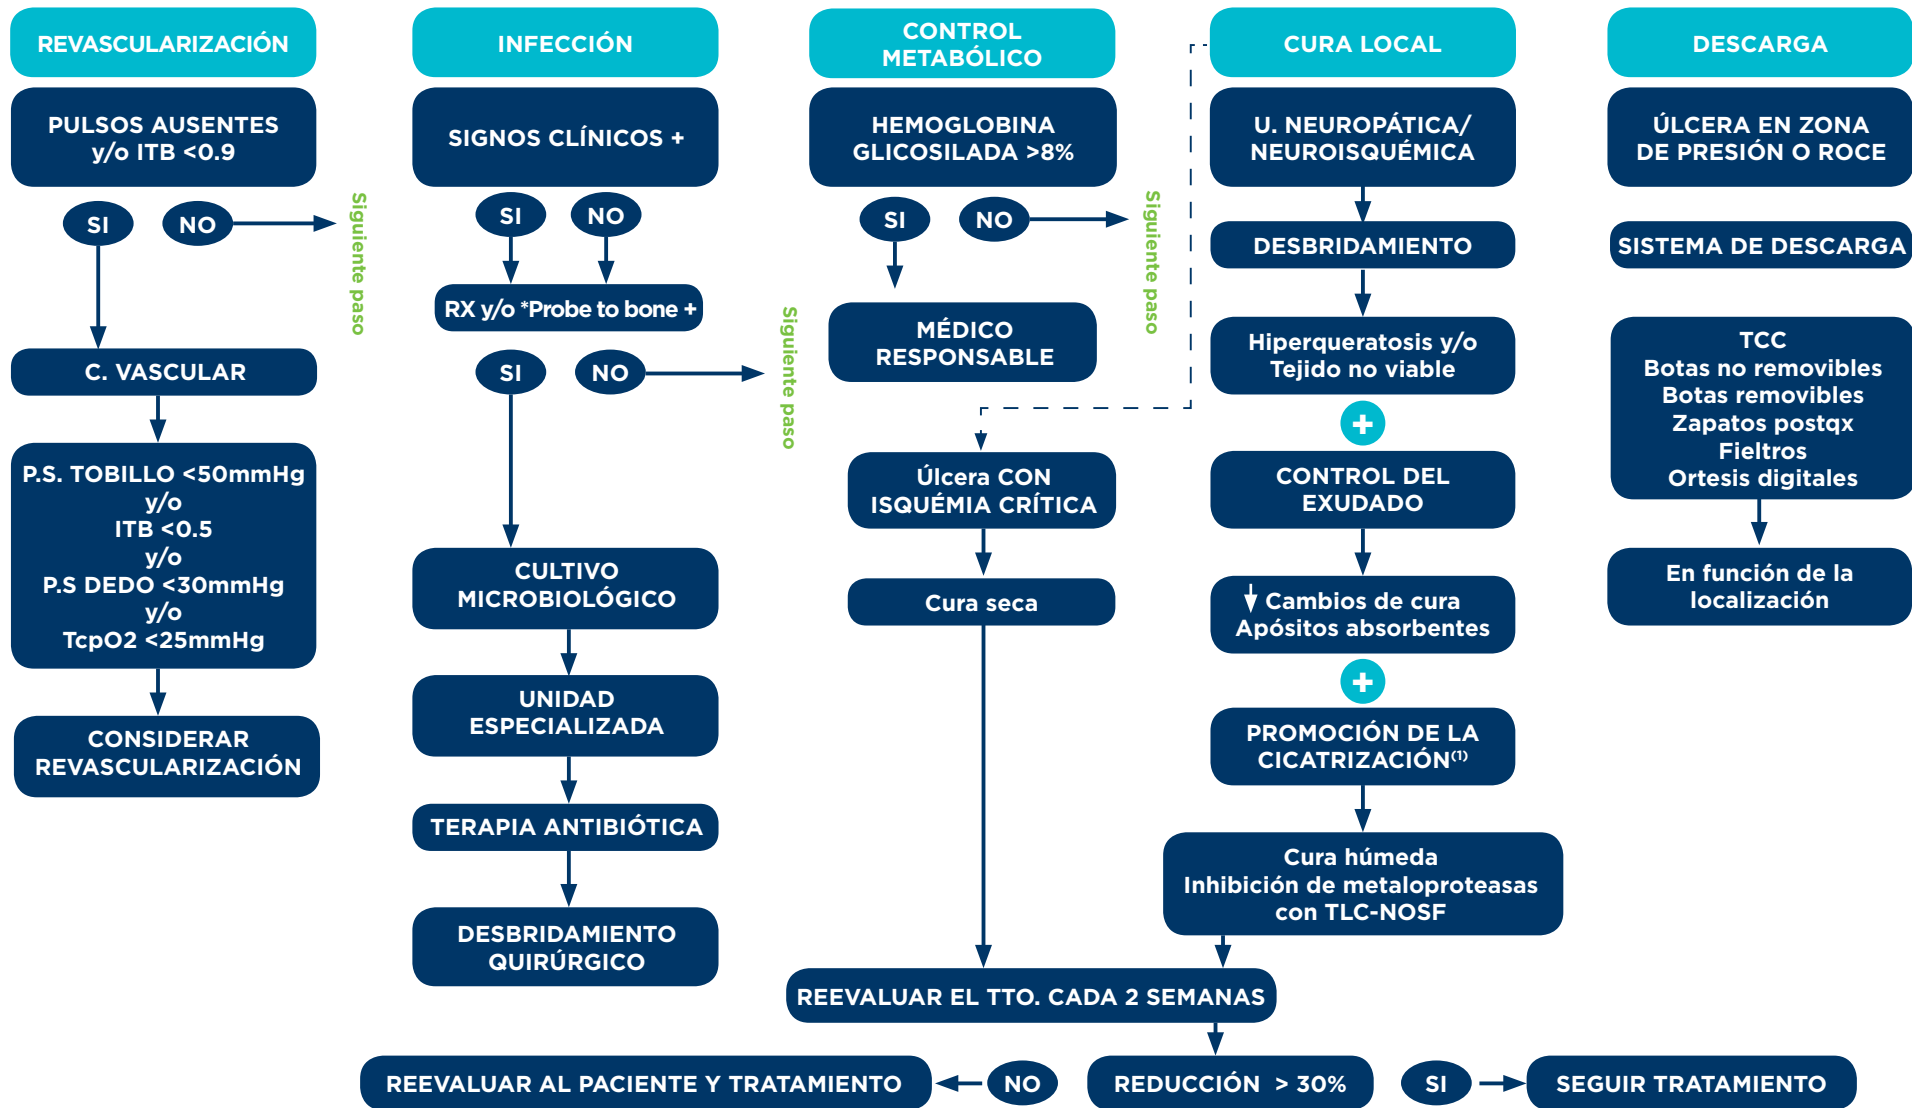 REVASCULARIZACIÓN
PULSOS AUSENTES
y/o ITB <0.9
SI
NO
Siguiente paso
C. VASCULAR
P.S. TOBILLO <50mmHg
y/o
ITB <0.5
y/o
P.S DEDO <30mmHg
y/o
TcpO2 <25mmHg
CONSIDERAR
REVASCULARIZACIÓN
INFECCIÓN
SIGNOS CLÍNICOS +
SI
NO
RX y/o *Probe to bone +
SI
NO
Siguiente paso
CULTIVO
MICROBIOLÓGICO
UNIDAD
ESPECIALIZADA
TERAPIA ANTIBIÓTICA
DESBRIDAMIENTO
QUIRÚRGICO
CONTROL
METABÓLICO
HEMOGLOBINA
GLICOSILADA >8%
SI
NO
Siguiente paso
MÉDICO
RESPONSABLE
Úlcera CON
ISQUÉMIA CRÍTICA
Cura seca
CURA LOCAL
U. NEUROPÁTICA/
NEUROISQUÉMICA
DESBRIDAMIENTO
Hiperqueratosis y/o
Tejido no viable
+
CONTROL DEL
EXUDADO
Cambios de cura
Apósitos absorbentes
+
PROMOCIÓN DE LA
CICATRIZACIÓN(1)
Cura húmeda
Inhibición de metaloproteasas
con TLC-NOSF
DESCARGA
ÚLCERA EN ZONA
DE PRESIÓN O ROCE
SISTEMA DE DESCARGA
TCC
Botas no removibles
Botas removibles
Zapatos postqx
Fieltros
Ortesis digitales
En función de la
localización
REEVALUAR EL TTO. CADA 2 SEMANAS
REEVALUAR AL PACIENTE Y TRATAMIENTO
NO
REDUCCIÓN > 30%
SI
SEGUIR TRATAMIENTO